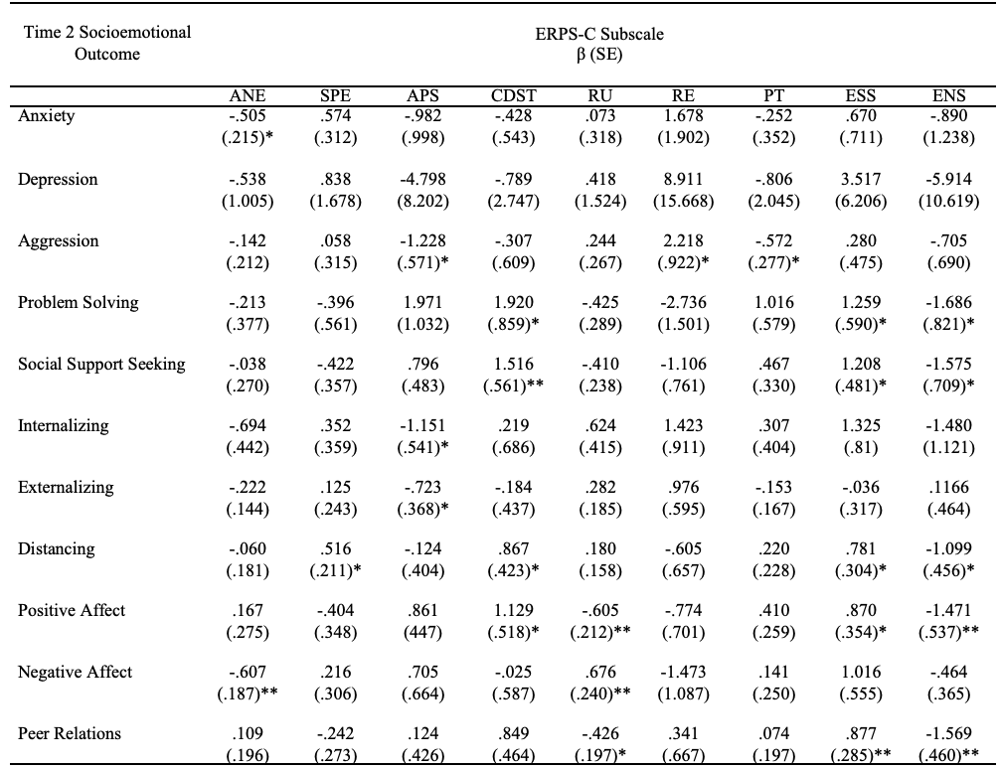 Time 2 Socioemotional ERPS-C Subscale
Outcome β (SE)
ANE SPE APS CDST RU RE PT ESS ENS
Anxiety -.505 .574 -.982 -.428 .073 1.678 -.252 .670 -.890
(.215)* (.312) (.998) (.543) (.318) (1.902) (.352) (.711) (1.238)
Depression -.538 .838 -4.798 -.789 .418 8.911 -.806 3.517 -5.914
(1.005) (1.678) (8.202) (2.747) (1.524) (15.668) (2.045) (6.206) (10.619)
Aggression -.142 .058 -1.228 -.307 .244 2.218 -.572 .280 -.705
(.212) (.315) (.571)* (.609) (.267) (.922)* (.277)* (.475) (.690)
Problem Solving -.213 -.396 1.971 1.920 -.425 -2.736 1.016 1.259 -1.686
(.377) (.561) (1.032) (.859)* (.289) (1.501) (.579) (.590)* (.821)*
Social Support Seeking -.038 -.422 .796 1.516 -.410 -1.106 .467 1.208 -1.575
(.270) (.357) (.483) (.561)** (.238) (.761) (.330) (.481)* (.709)*
Internalizing -.694 .352 -1.151 .219 .624 1.423 .307 1.325 -1.480
(.442) (.359) (.541)* (.686) (.415) (.911) (.404) (.81) (1.121)
Externalizing -.222 .125 -.723 -.184 .282 .976 -.153 -.036 .1166
(.144) (.243) (.368)* (.437) (.185) (.595) (.167) (.317) (.464)
Distancing -.060 .516 -.124 .867 .180 -.605 .220 .781 -1.099
(.181) (.211)* (.404) (.423)* (.158) (.657) (.228) (.304)* (.456)*
Positive Affect .167 -.404 .861 1.129 -.605 -.774 .410 .870 -1.471
(.275) (.348) (447) (.518)* (.212)** (.701) (.259) (.354)* (.537)**
Negative Affect -.607 .216 .705 -.025 .676 -1.473 .141 1.016 -.464
(.187)** (.306) (.664) (.587) (.240)** (1.087) (.250) (.555) (.365)
Peer Relations .109 -.242 .124 .849 -.426 .341 .074 .877 -1.569
(.196) (.273) (.426) (.464) (.197)* (.667) (.197) (.285)** (.460)**